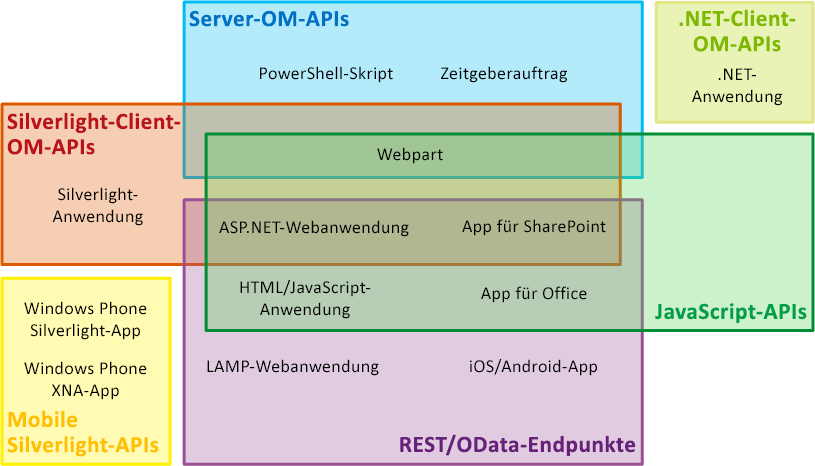 Server-OM-APIs
PowerShell-Skript
Zeitgeberauftrag
.NET-Client-
OM-APIs
.NET-
Anwendung
Silverlight-Client-
OM-APIs
Silverlight-
Anwendung
Webpart
ASP.NET-Webanwendung
App für SharePoint
HTML/JavaScript-
Anwendung
App für Office
JavaScript-APIs
Windows Phone
Silverlight-App
Windows Phone
XNA-App
Mobile
Silverlight-APIs
LAMP-Webanwendung
iOS/Android-App
REST/OData-Endpunkte